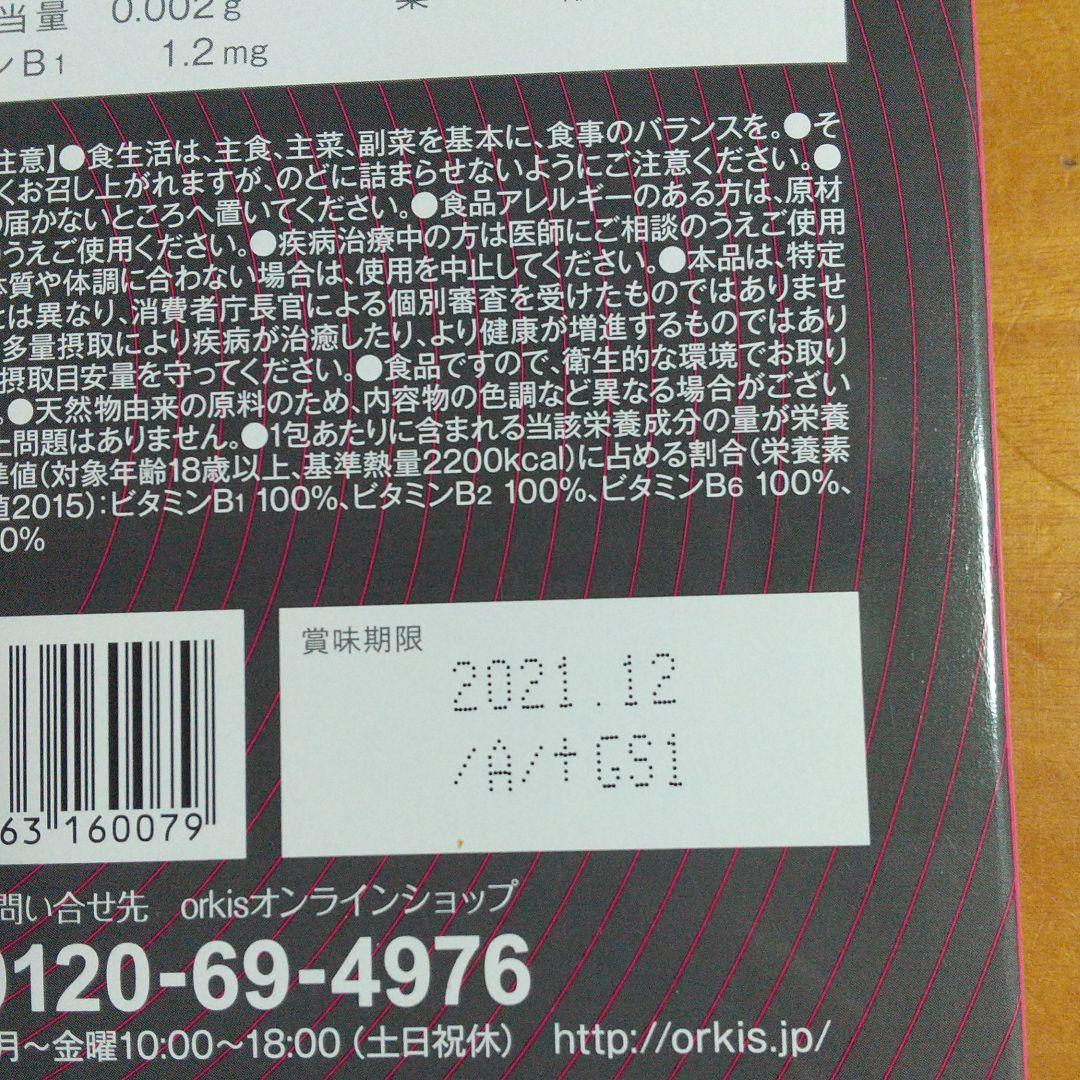 当量 0.002g
ンB1 1.2mg
注意】●食生活は、主食、主菜、副菜を基本に、食事のバランスを。●そ
くお召し上がれますが、のどに詰まらせないようにご注意ください。●
の届かないところへ置いてください。●食品アレルギーのある方は、原材
うえご使用ください。●疾病治療中の方は医師にご相談のうえご使用
体質や体調に合わない場合は、使用を中止してください。●本品は、特定
とは異なり、消費者庁長官による個別審査を受けたものではありませ
多量摂取により疾病が治癒したり、より健康が増進するものではあり
摂取目安量を守ってください。●食品ですので、衛生的な環境でお取り
。●天然物由来の原料のため、内容物の色調など異なる場合がござい
上問題はありません。●1包あたりに含まれる当該栄養成分の量が栄養
準値(対象年齢18歳以上、基準熱量2200kcal)に占める割合(栄養素
値2015):ビタミンB1 100%、ビタミンB2 100%、ビタミンB6 100%、
0%
賞味期限
2021.12
/A/†GS1
63 160079
問い合せ先 orkisオンラインショップ
0120-69-4976
月～金曜10:00～18:00（土日祝休） http://orkis.jp/